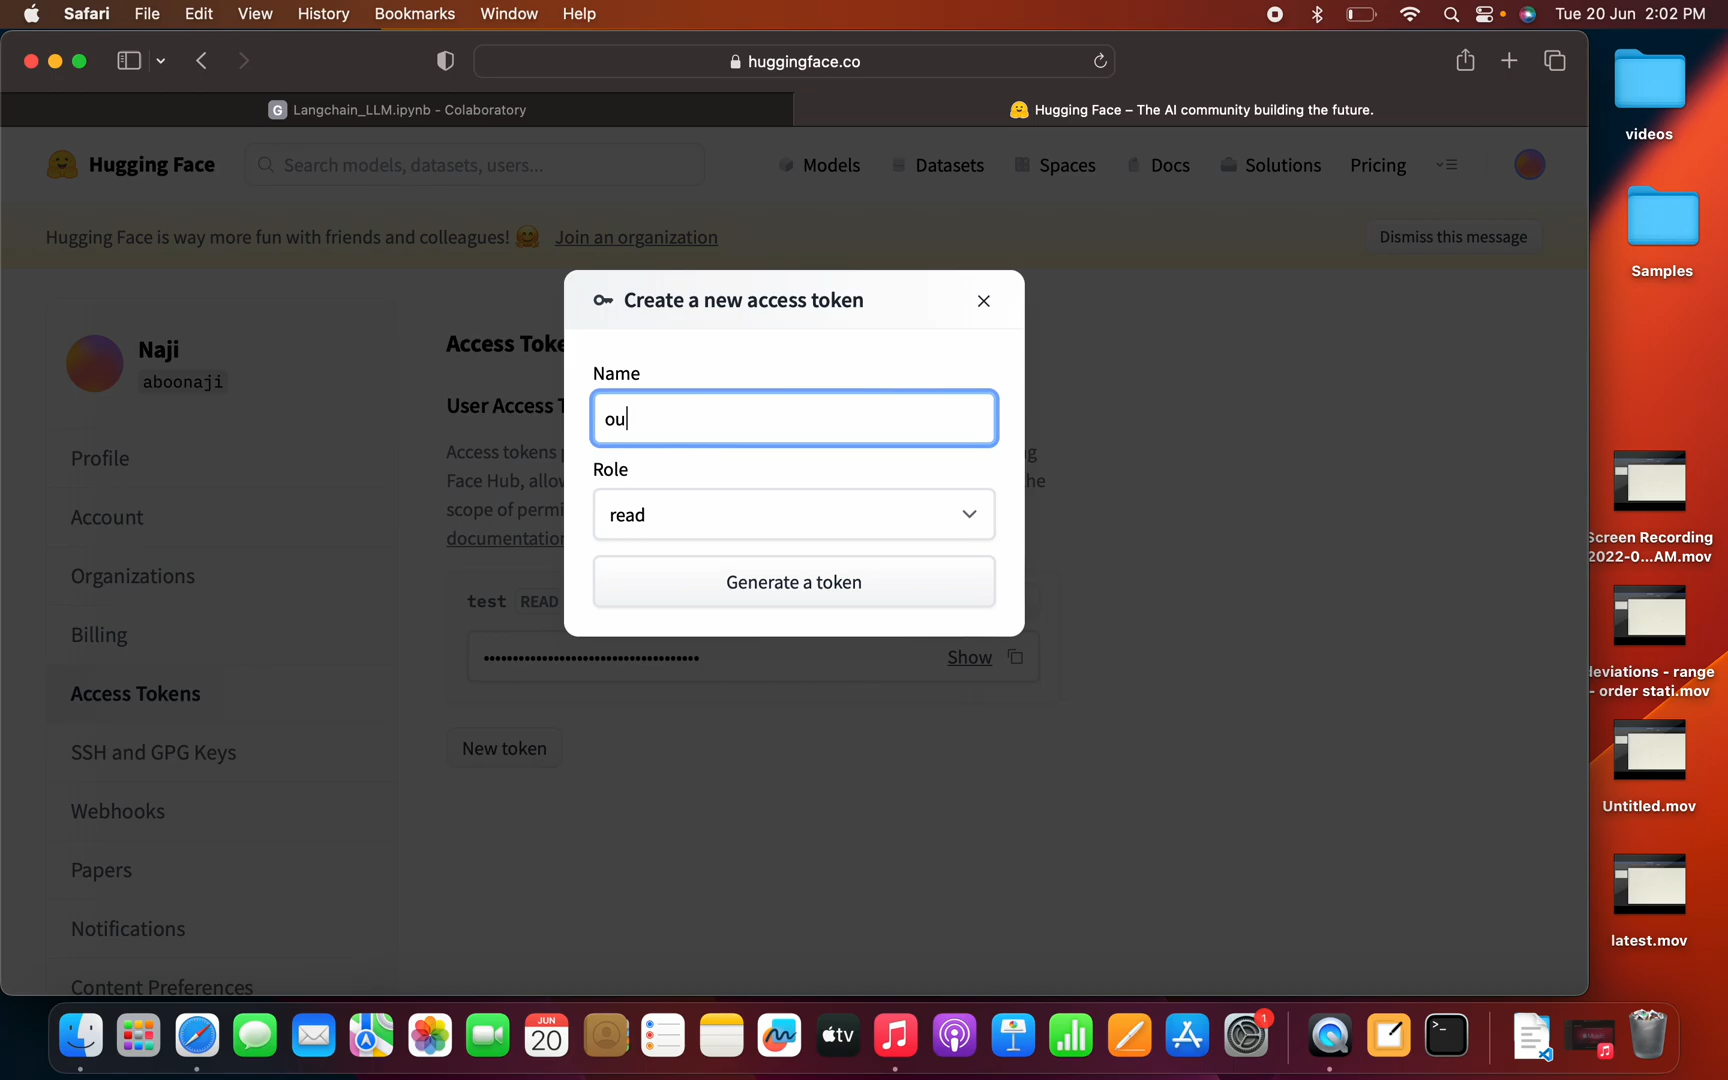 Safari File Edit View History Bookmarks Window Help Tue 20 Jun 2:02 PM
huggingface.co
G Langchain_LLM.ipynb - Colaboratory
Hugging Face – The AI community building the future.
Hugging Face
Search models, datasets, users...
Models Datasets Spaces Docs Solutions Pricing
Hugging Face is way more fun with friends and colleagues! 🤗 Join an organization
Dismiss this message
Naji
aboonaji
Profile
Account
Organizations
Billing
Access Tokens
SSH and GPG Keys
Webhooks
Papers
Notifications
Content Preferences
Access Toke
User Access T
Access tokens
Face Hub, allo
scope of permi
documentation
test READ
Show
New token
Create a new access token
Name
ou
Role
read
Generate a token
videos
Samples
Screen Recording
2022-0...AM.mov
deviations - range
- order stati.mov
Untitled.mov
latest.mov
JUN
20
tv
1